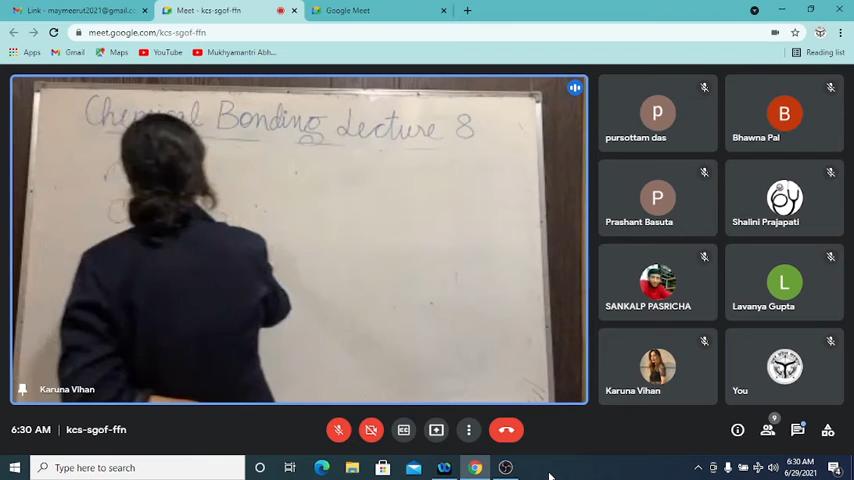 Link - maymeerut2021@gmail.co
Meet - kcs-sgof-ffn
Google Meet
meet.google.com/kcs-sgof-ffn
Apps
Gmail
Maps
YouTube
Mukhyamantri Abh...
Reading list
Chemical Bonding Lecture 8
Karuna Vihan
p
pursottam das
B
Bhawna Pal
P
Prashant Basuta
Shalini Prajapati
SANKALP PASRICHA
L
Lavanya Gupta
Karuna Vihan
You
6:30 AM | kcs-sgof-ffn
9
Type here to search
6:30 AM
6/29/2021
4